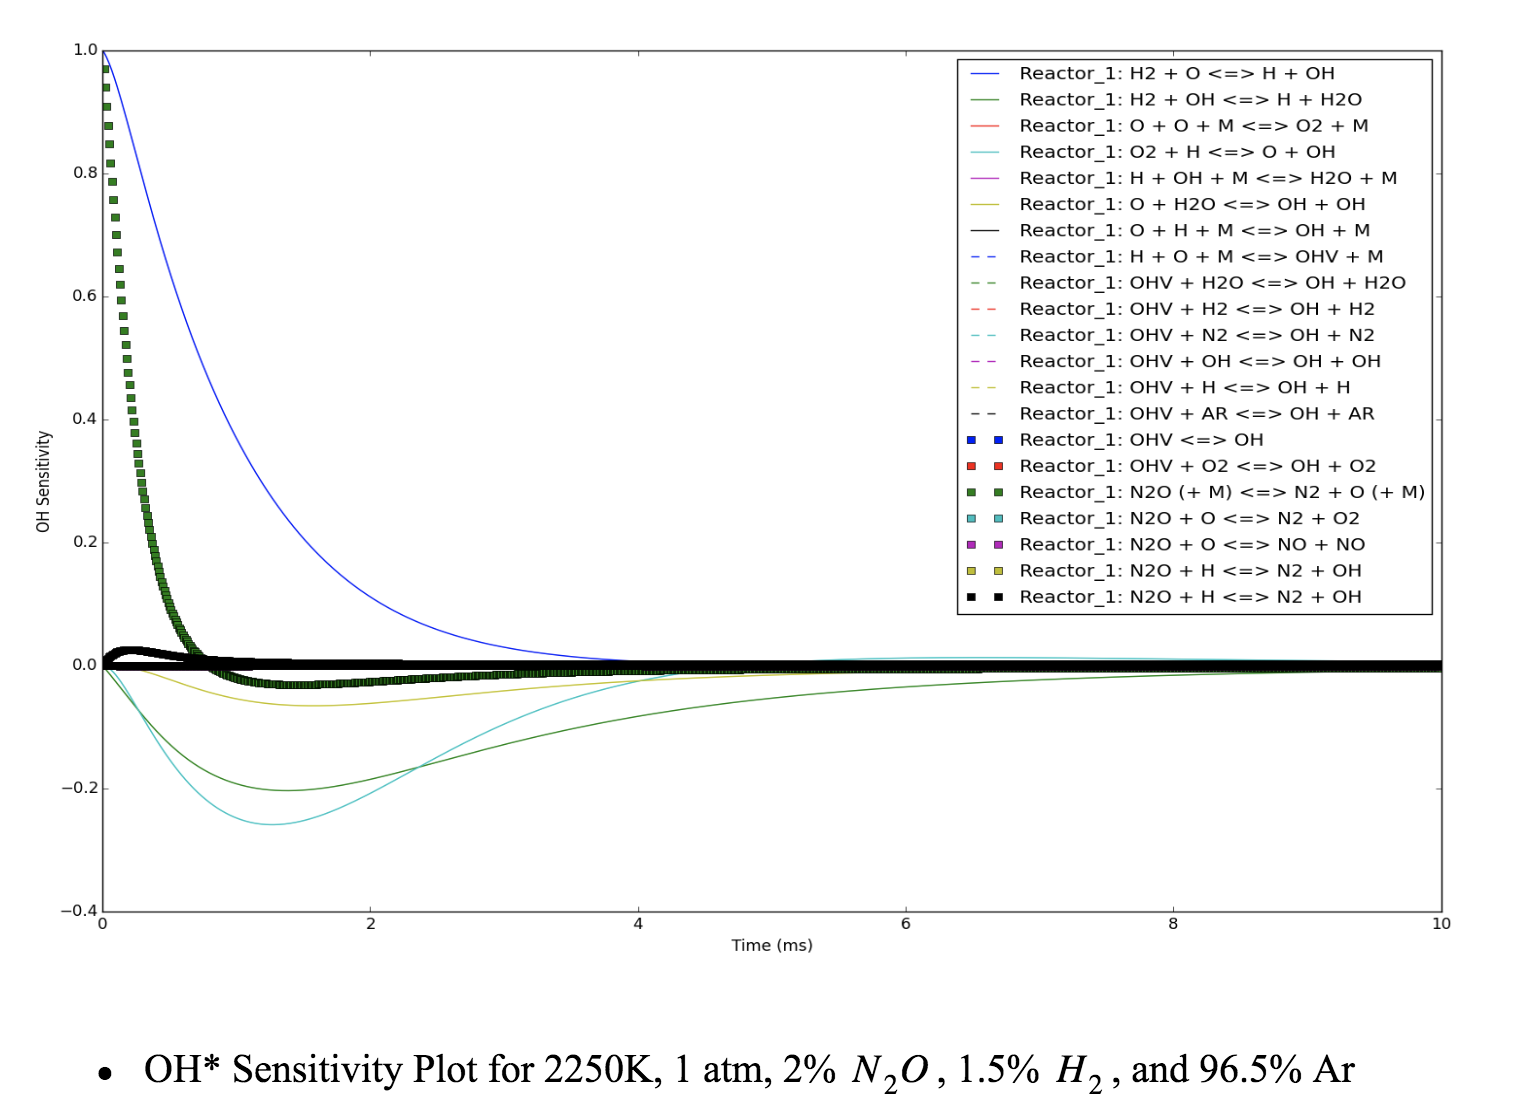 1.0
0.8
0.6
0.4
0.2
0.0
−0.2
−0.4
OH Sensitivity
0 2 4 6 8 10
Time (ms)
Reactor_1: H2 + O <=> H + OH
Reactor_1: H2 + OH <=> H + H2O
Reactor_1: O + O + M <=> O2 + M
Reactor_1: O2 + H <=> O + OH
Reactor_1: H + OH + M <=> H2O + M
Reactor_1: O + H2O <=> OH + OH
Reactor_1: O + H + M <=> OH + M
Reactor_1: H + O + M <=> OHV + M
Reactor_1: OHV + H2O <=> OH + H2O
Reactor_1: OHV + H2 <=> OH + H2
Reactor_1: OHV + N2 <=> OH + N2
Reactor_1: OHV + OH <=> OH + OH
Reactor_1: OHV + H <=> OH + H
Reactor_1: OHV + AR <=> OH + AR
Reactor_1: OHV <=> OH
Reactor_1: OHV + O2 <=> OH + O2
Reactor_1: N2O (+ M) <=> N2 + O (+ M)
Reactor_1: N2O + O <=> N2 + O2
Reactor_1: N2O + O <=> NO + NO
Reactor_1: N2O + H <=> N2 + OH
Reactor_1: N2O + H <=> N2 + OH
• OH* Sensitivity Plot for 2250K, 1 atm, 2% N₂O, 1.5% H₂, and 96.5% Ar